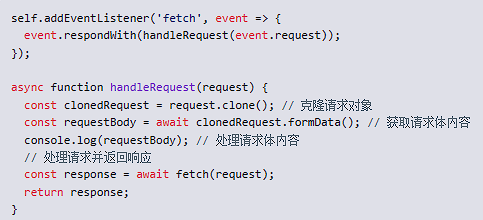 self.addEventListener('fetch', event => {
  event.respondWith(handleRequest(event.request));
});

async function handleRequest(request) {
  const clonedRequest = request.clone(); // 克隆请求对象
  const requestBody = await clonedRequest.formData(); // 获取请求体内容
  console.log(requestBody); // 处理请求体内容
  // 处理请求并返回响应
  const response = await fetch(request);
  return response;
}